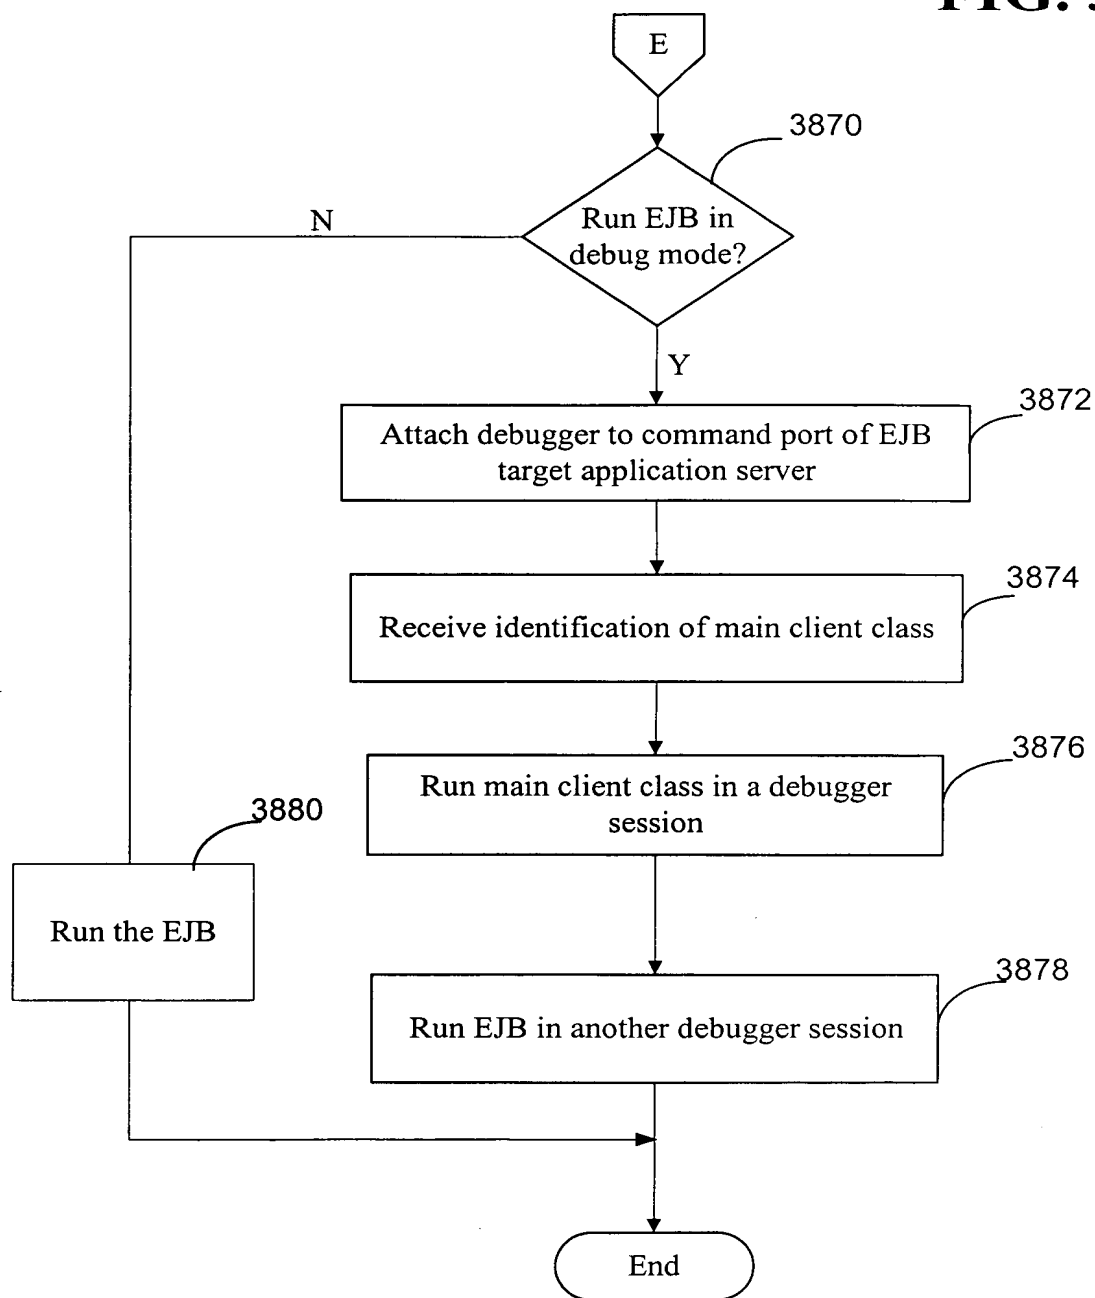 E
3870
Run EJB in
debug mode?
N
Y
3872
Attach debugger to command port of EJB
target application server
3874
Receive identification of main client class
3876
Run main client class in a debugger
session
3880
Run the EJB
3878
Run EJB in another debugger session
End